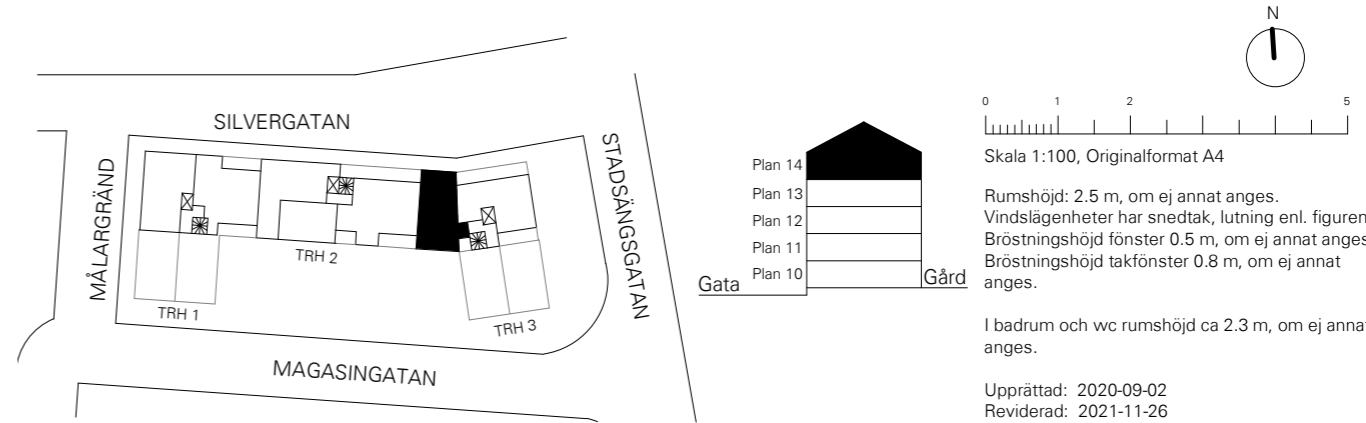 SILVERGATAN
MÅLARGRÄND
STADSÄNGSGATAN
TRH 2
TRH 1
TRH 3
MAGASINGATAN
Plan 14
Plan 13
Plan 12
Plan 11
Plan 10
Gata
Gård
N
0 1 2 5
Skala 1:100, Originalformat A4
Rumshöjd: 2.5 m, om ej annat anges.
Vindslägenheter har snedtak, lutning enl. figuren
Bröstningshöjd fönster 0.5 m, om ej annat anges
Bröstningshöjd takfönster 0.8 m, om ej annat
anges.
I badrum och wc rumshöjd ca 2.3 m, om ej annat
anges.
Upprättad: 2020-09-02
Reviderad: 2021-11-26